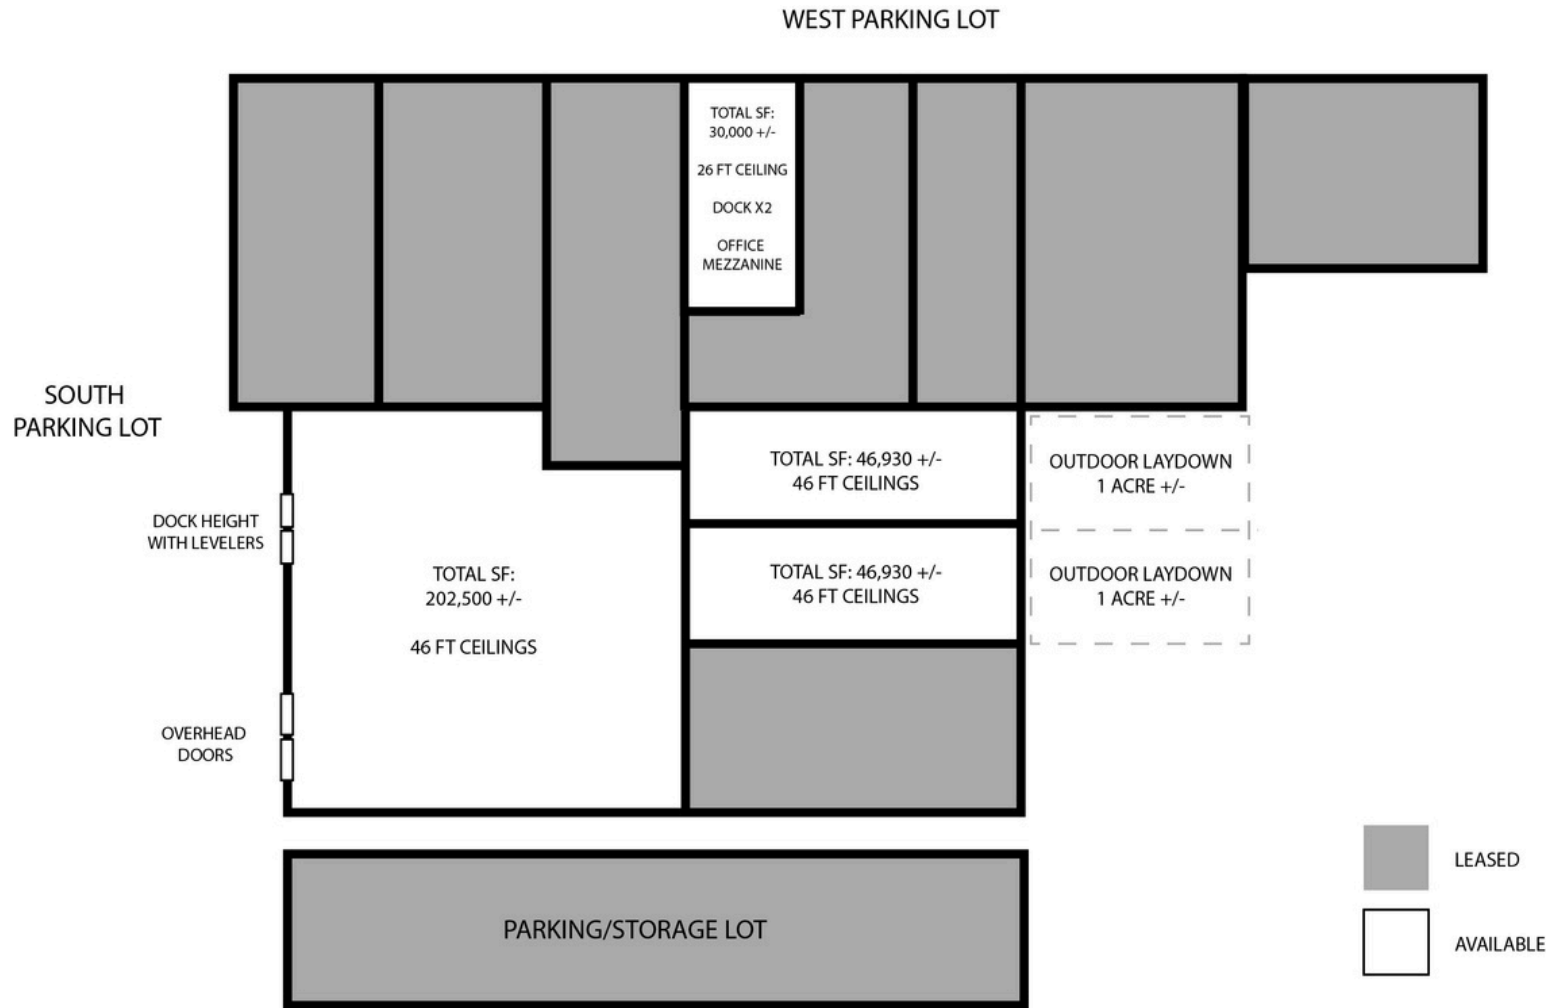 WEST PARKING LOT
TOTAL SF:
30,000 +/-
26 FT CEILING
DOCK X2
OFFICE
MEZZANINE
SOUTH
PARKING LOT
TOTAL SF: 46,930 +/-
46 FT CEILINGS
OUTDOOR LAYDOWN
1 ACRE +/-
DOCK HEIGHT
WITH LEVELERS
TOTAL SF:
202,500 +/-
46 FT CEILINGS
TOTAL SF: 46,930 +/-
46 FT CEILINGS
OUTDOOR LAYDOWN
1 ACRE +/-
OVERHEAD
DOORS
LEASED
PARKING/STORAGE LOT
AVAILABLE